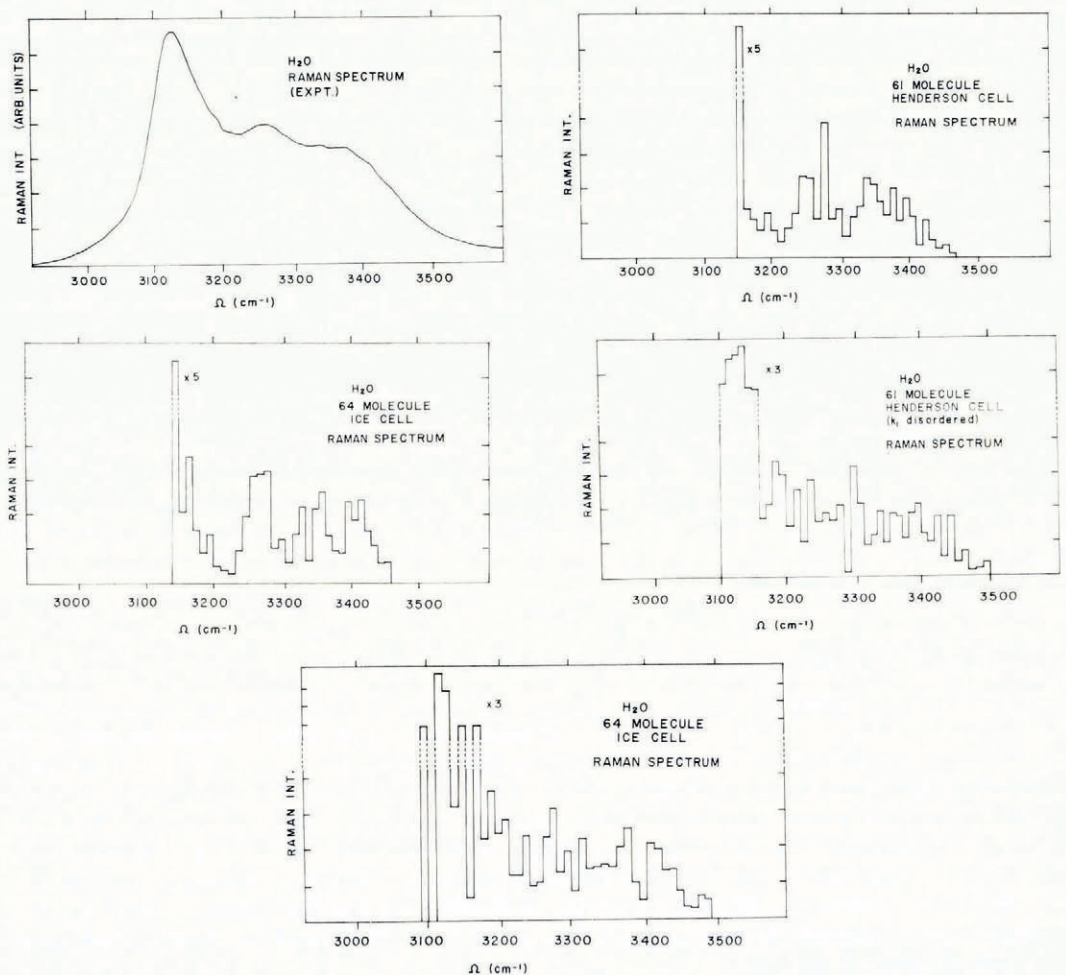 RAMAN INT (ARB. UNITS)
H2O
RAMAN SPECTRUM
(EXPT.)
3000 3100 3200 3300 3400 3500
Ω (cm⁻¹)
RAMAN INT.
x5
H2O
61 MOLECULE
HENDERSON CELL
RAMAN SPECTRUM
3000 3100 3200 3300 3400 3500
Ω (cm⁻¹)
RAMAN INT.
x5
H2O
64 MOLECULE
ICE CELL
RAMAN SPECTRUM
3000 3100 3200 3300 3400 3500
Ω (cm⁻¹)
RAMAN INT.
x3
H2O
61 MOLECULE
HENDERSON CELL
(k₁ disordered)
RAMAN SPECTRUM
3000 3100 3200 3300 3400 3500
Ω (cm⁻¹)
RAMAN INT.
x3
H2O
64 MOLECULE
ICE CELL
RAMAN SPECTRUM
3000 3100 3200 3300 3400 3500
Ω (cm⁻¹)